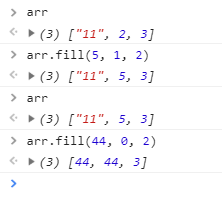 > arr
< ▶ (3) ["11", 2, 3]
> arr.fill(5, 1, 2)
< ▶ (3) ["11", 5, 3]
> arr
< ▶ (3) ["11", 5, 3]
> arr.fill(44, 0, 2)
< ▶ (3) [44, 44, 3]
>